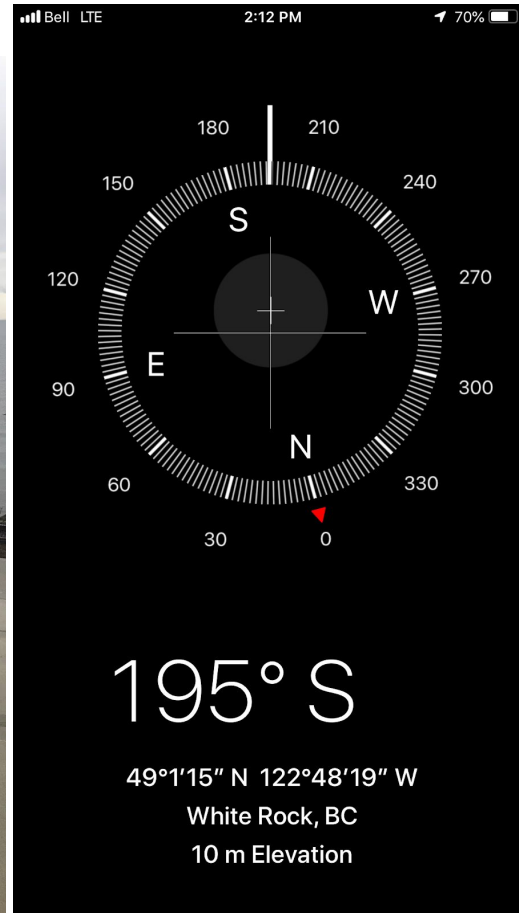 Bell LTE 2:12 PM 70%
180 210
150 240
S
120 270
W
E
90 300
N
60 330
30 0
195° S
49°1′15″ N 122°48′19″ W
White Rock, BC
10 m Elevation